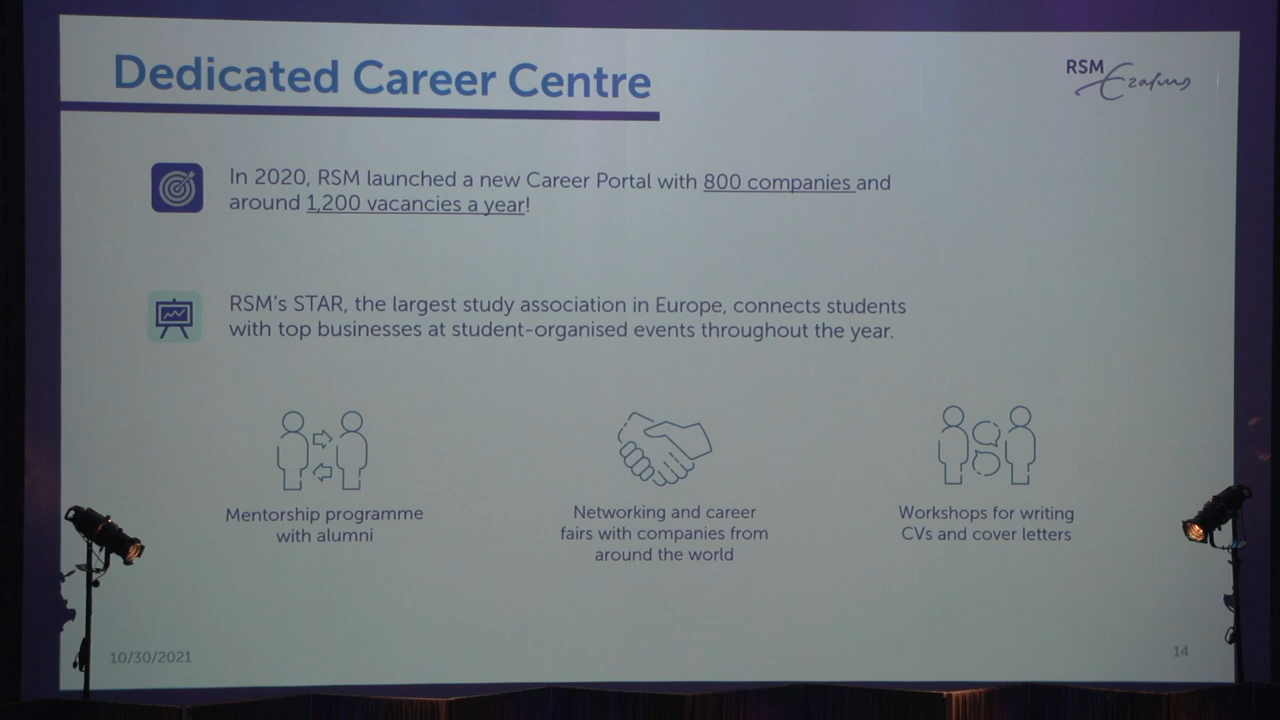 Dedicated Career Centre
RSM
Erasmus
In 2020, RSM launched a new Career Portal with 800 companies and
around 1,200 vacancies a year!
RSM's STAR, the largest study association in Europe, connects students
with top businesses at student-organised events throughout the year.
Mentorship programme
with alumni
Networking and career
fairs with companies from
around the world
Workshops for writing
CVs and cover letters
10/30/2021
14